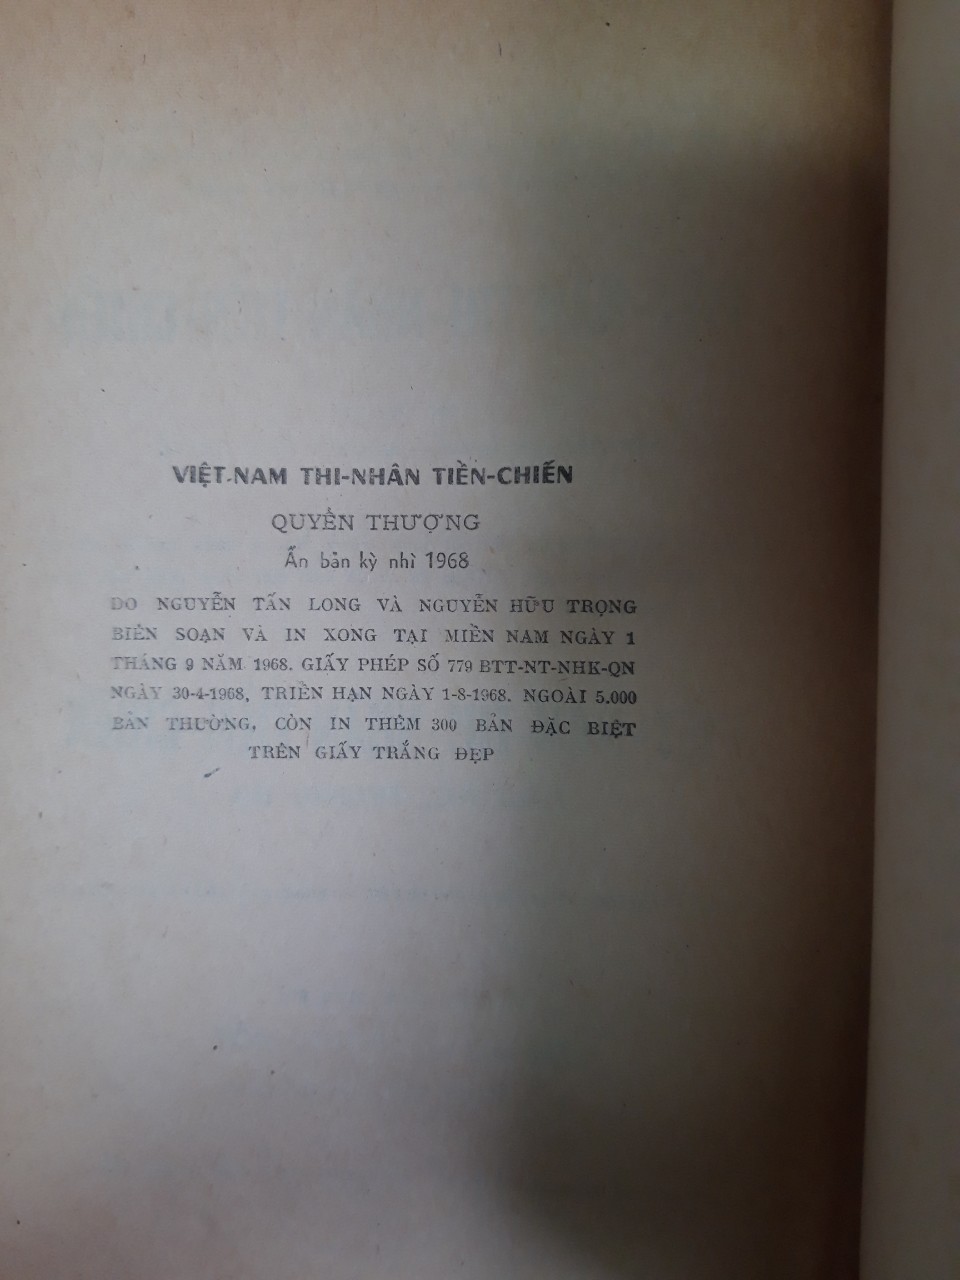 VIỆT-NAM THI-NHÂN TIỀN-CHIẾN
QUYỂN THƯỢNG
Ấn bản kỳ nhì 1968
DO NGUYỄN TẤN LONG VÀ NGUYỄN HỮU TRỌNG
BIÊN SOẠN VÀ IN XONG TẠI MIỀN NAM NGÀY 1
THÁNG 9 NĂM 1968. GIẤY PHÉP SỐ 779 BTT-NT-NHK-QN
NGÀY 30-4-1968, TRIỂN HẠN NGÀY 1-8-1968. NGOÀI 5.000
BẢN THƯỜNG, CÒN IN THÊM 300 BẢN ĐẶC BIỆT
TRÊN GIẤY TRẮNG ĐẸP